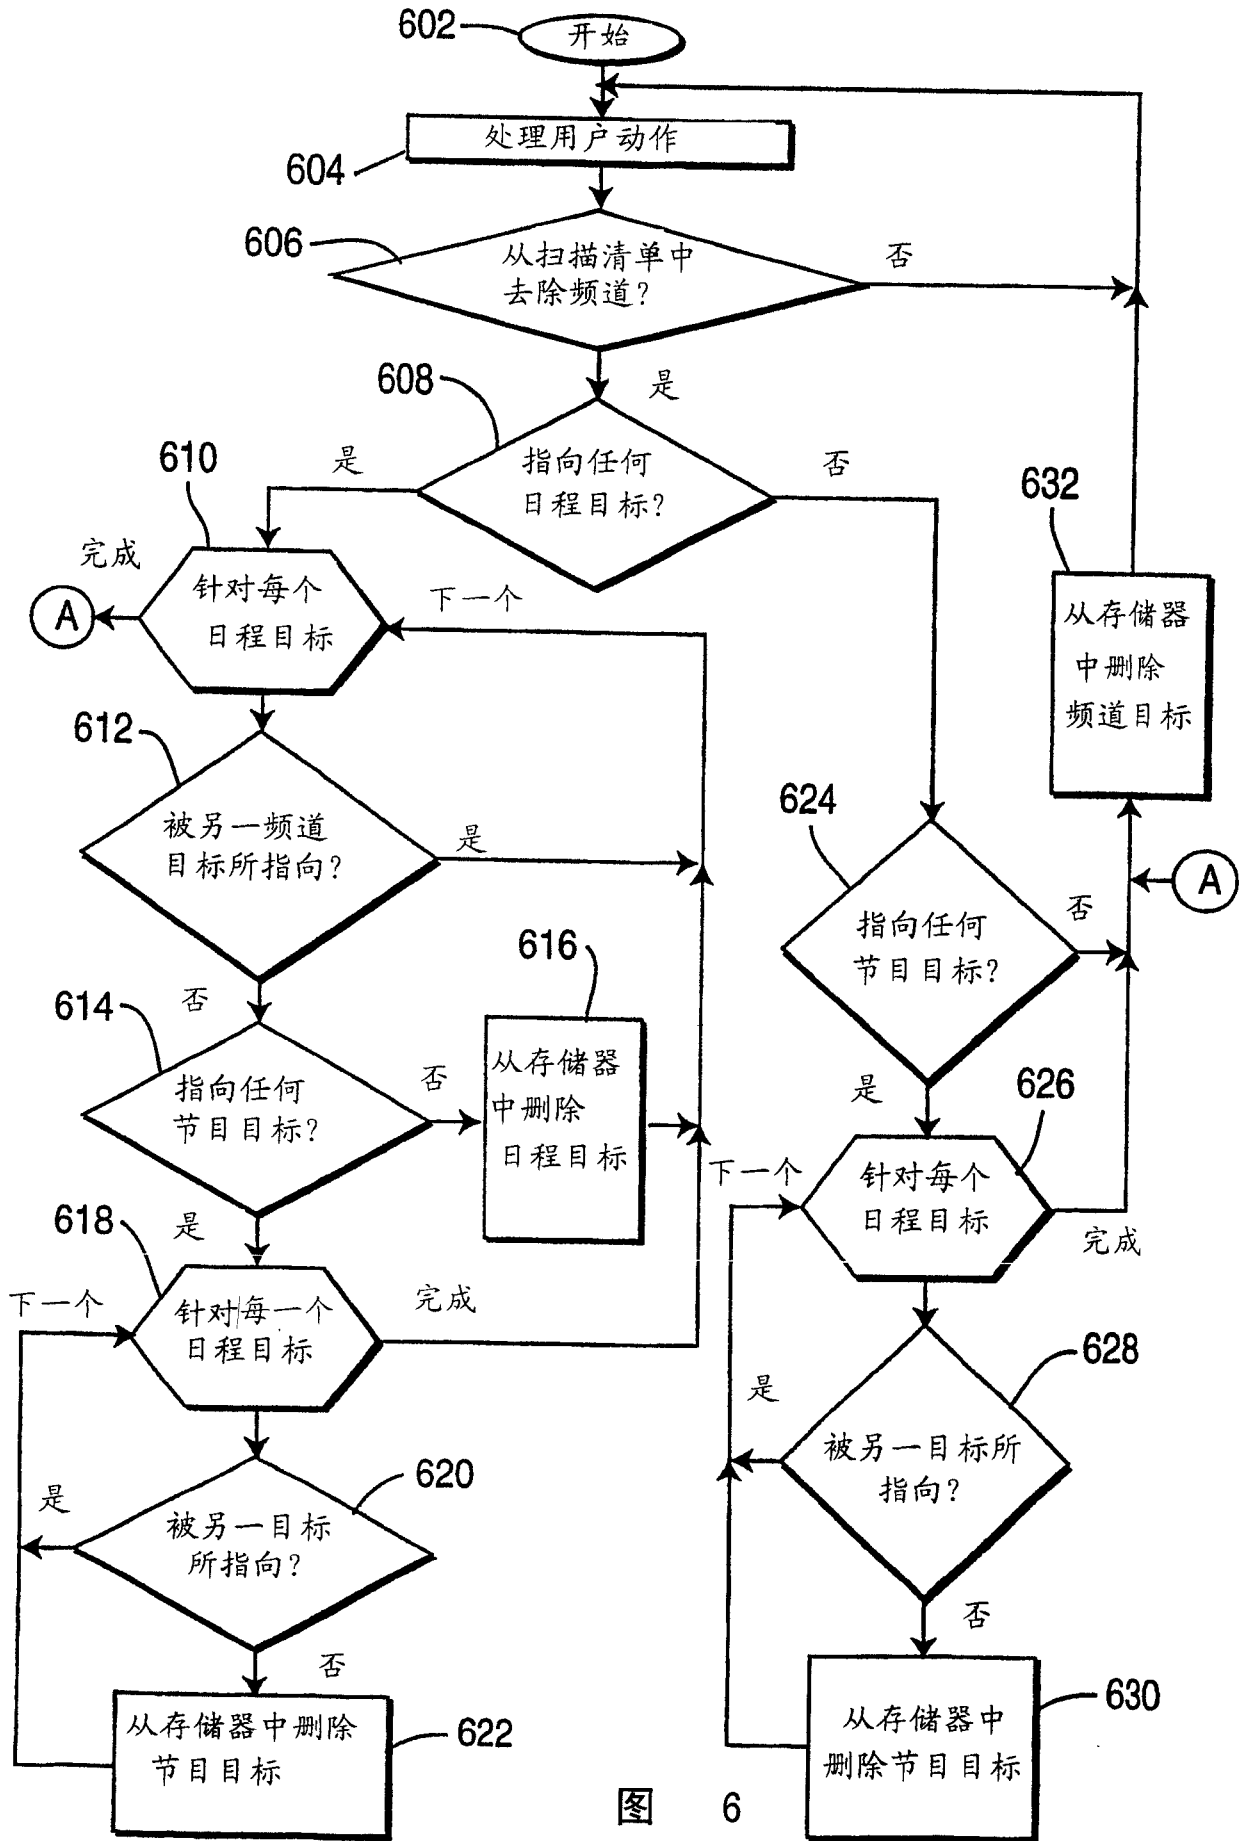 602
开始
处理用户动作
604
606
从扫描清单中
去除频道?
否
是
608
指向任何
日程目标?
是
否
610
完成
针对每个
日程目标
A
下一个
632
从存储器
中删除
频道目标
612
被另一频道
目标所指向?
是
否
624
指向任何
节目目标?
否
是
A
614
指向任何
节目目标?
否
是
616
从存储器
中删除
日程目标
626
下一个
针对每个
日程目标
完成
618
下一个
针对每一个
日程目标
完成
628
是
被另一目标所
指向?
否
620
是
被另一目标
所指向?
否
622
从存储器中删除
节目目标
630
从存储器中
删除节目目标
图 6